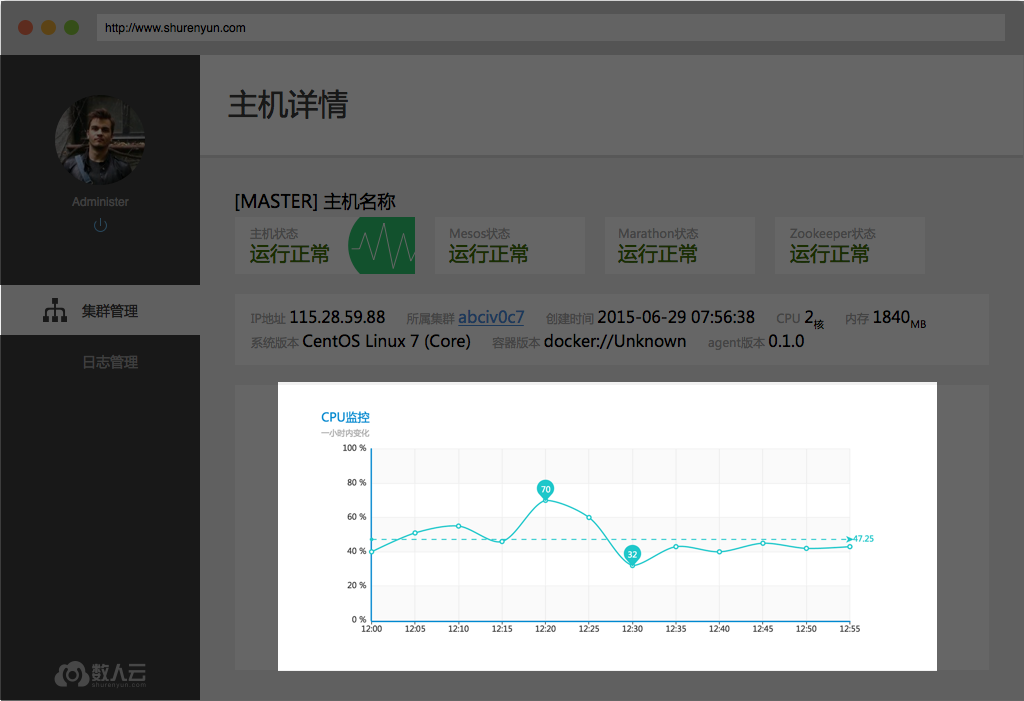 http://www.shurenyun.com
主机详情
Administer
集群管理
日志管理
数人云
shurenyun.com
[MASTER] 主机名称
主机状态
运行正常
Mesos状态
运行正常
Marathon状态
运行正常
Zookeeper状态
运行正常
IP地址 115.28.59.88 所属集群 abciv0c7 创建时间 2015-06-29 07:56:38 CPU 2核 内存 1840MB
系统版本 CentOS Linux 7 (Core) 容器版本 docker://Unknown agent版本 0.1.0
CPU监控
一小时内变化
100 %
80 %
60 %
40 %
20 %
0 %
70
32
47.25
12:00 12:05 12:10 12:15 12:20 12:25 12:30 12:35 12:40 12:45 12:50 12:55